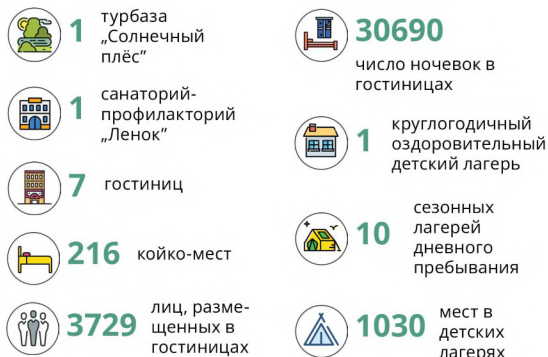 1 турбаза
„Солнечный
плёс”
1 санаторий-
профилакторий
„Ленок”
7 гостиниц
216 койко-мест
3729 лиц, разме-
щенных в
гостиницах
30690
число ночевок в
гостиницах
1 круглогодичный
оздоровительный
детский лагерь
10 сезонных
лагерей
дневного
пребывания
1030 мест в
детских
лагерях